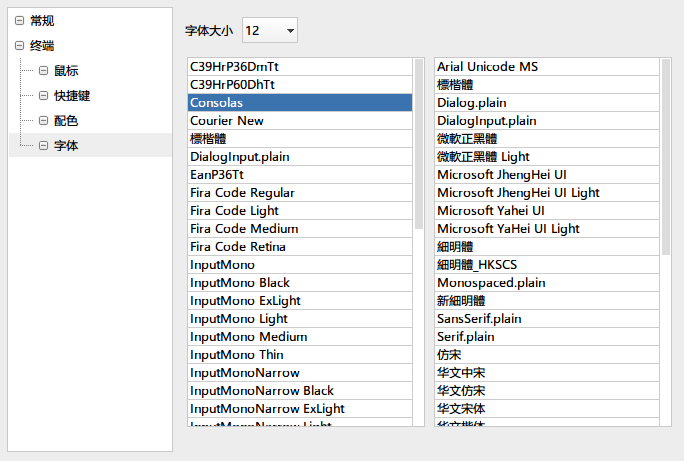 常规
终端
鼠标
快捷键
配色
字体
字体大小 12
C39HrP36DmTt
C39HrP60DhTt
Consolas
Courier New
標楷體
DialogInput.plain
EanP36Tt
Fira Code Regular
Fira Code Light
Fira Code Medium
Fira Code Retina
InputMono
InputMono Black
InputMono ExLight
InputMono Light
InputMono Medium
InputMono Thin
InputMonoNarrow
InputMonoNarrow Black
InputMonoNarrow ExLight
InputMonoNarrow Light
Arial Unicode MS
標楷體
Dialog.plain
DialogInput.plain
微軟正黑體
微軟正黑體 Light
Microsoft JhengHei UI
Microsoft JhengHei UI Light
Microsoft Yahei UI
Microsoft YaHei UI Light
細明體
細明體_HKSCS
Monospaced.plain
新細明體
SansSerif.plain
Serif.plain
仿宋
华文中宋
华文仿宋
华文宋体
华文楷体